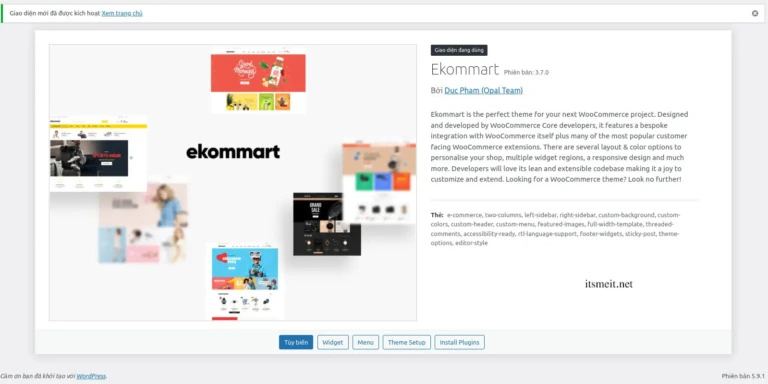 Giao diện mới đã được kích hoạt Xem trang chủ
Giao diện đang dùng
Ekommart Phiên bản: 3.7.0
Bởi Duc Pham (Opal Team)
ekommart
Ekommart is the perfect theme for your next WooCommerce project. Designed
and developed by WooCommerce Core developers, it features a bespoke
integration with WooCommerce itself plus many of the most popular customer
facing WooCommerce extensions. There are several layout & color options to
personalise your shop, multiple widget regions, a responsive design and much
more. Developers will love its lean and extensible codebase making it a joy to
customize and extend. Looking for a WooCommerce theme? Look no further!
Thẻ: e-commerce, two-columns, left-sidebar, right-sidebar, custom-background, custom-
colors, custom-header, custom-menu, featured-images, full-width-template, threaded-
comments, accessibility-ready, rtl-language-support, footer-widgets, sticky-post, theme-
options, editor-style
BRAND
SALE
itsmeit.net
Tùy biến Widget Menu Theme Setup Install Plugins
Cảm ơn bạn đã khởi tạo với WordPress. Phiên bản 5.9.1